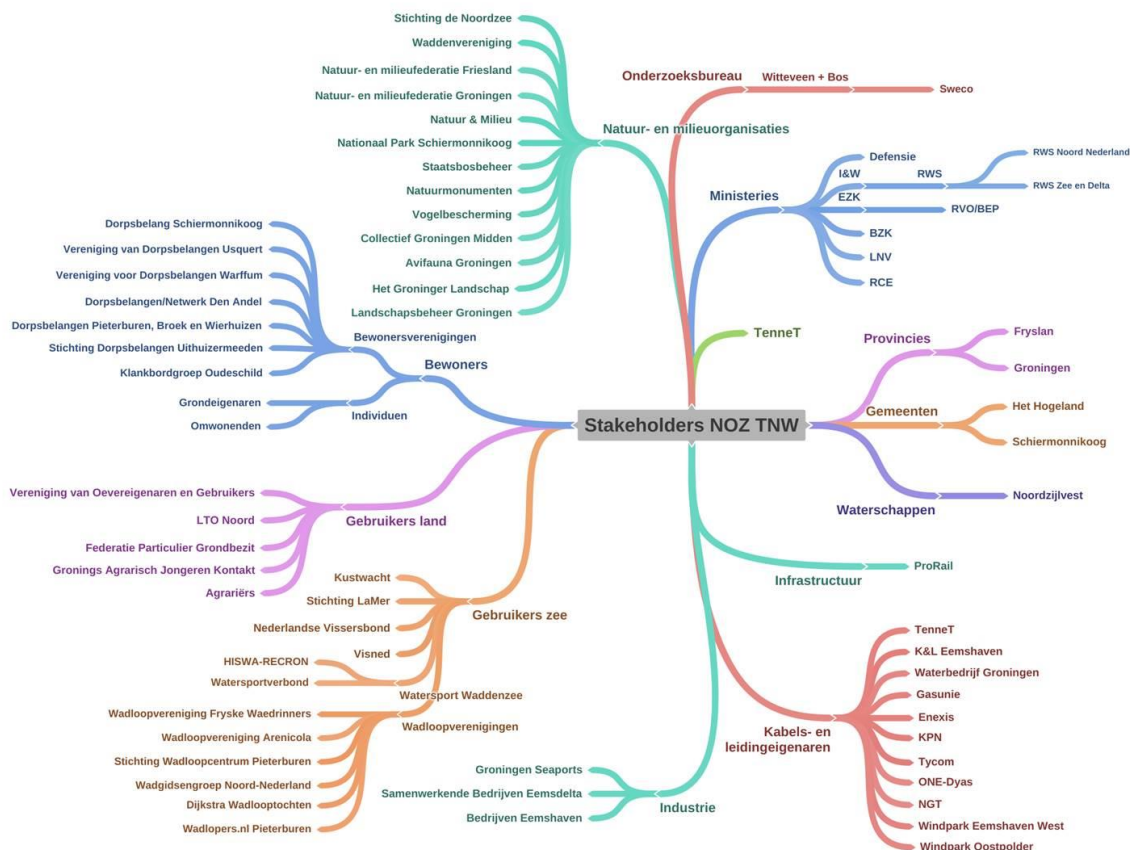 Stakeholders NOZ TNW
Natuur- en milieuorganisaties
Stichting de Noordzee
Waddenvereniging
Natuur- en milieufederatie Friesland
Natuur- en milieufederatie Groningen
Natuur & Milieu
Nationaal Park Schiermonnikoog
Staatsbosbeheer
Natuurmonumenten
Vogelbescherming
Collectief Groningen Midden
Avifauna Groningen
Het Groninger Landschap
Landschapsbeheer Groningen
Bewoners
Bewonersverenigingen
Dorpsbelang Schiermonnikoog
Vereniging van Dorpsbelangen Usquert
Vereniging voor Dorpsbelangen Warffum
Dorpsbelangen/Netwerk Den Andel
Dorpsbelangen Pieterburen, Broek en Wierhuizen
Stichting Dorpsbelangen Uithuizermeeden
Klankbordgroep Oudeschild
Individuen
Grondeigenaren
Omwonenden
Gebruikers land
Vereniging van Oevereigenaren en Gebruikers
LTO Noord
Federatie Particulier Grondbezit
Gronings Agrarisch Jongeren Kontakt
Agrariërs
Gebruikers zee
Kustwacht
Stichting LaMer
Nederlandse Vissersbond
Visned
Watersport Waddenzee
HISWA-RECRON
Watersportverbond
Wadloopverenigingen
Wadloopvereniging Fryske Waedrinners
Wadloopvereniging Arenicola
Stichting Wadloopcentrum Pieterburen
Wadgidsengroep Noord-Nederland
Dijkstra Wadlooptochten
Wadlopers.nl Pieterburen
Industrie
Groningen Seaports
Samenwerkende Bedrijven Eemsdelta
Bedrijven Eemshaven
Onderzoeksbureau
Witteveen + Bos
Sweco
Ministeries
Defensie
I&W
RWS
RWS Noord Nederland
RWS Zee en Delta
EZK
RVO/BEP
BZK
LNV
RCE
TenneT
Provincies
Fryslan
Groningen
Gemeenten
Het Hogeland
Schiermonnikoog
Waterschappen
Noordzijlvest
Infrastructuur
ProRail
Kabels- en
leidingeigenaren
TenneT
K&L Eemshaven
Waterbedrijf Groningen
Gasunie
Enexis
KPN
Tycom
ONE-Dyas
NGT
Windpark Eemshaven West
Windpark Oostpolder